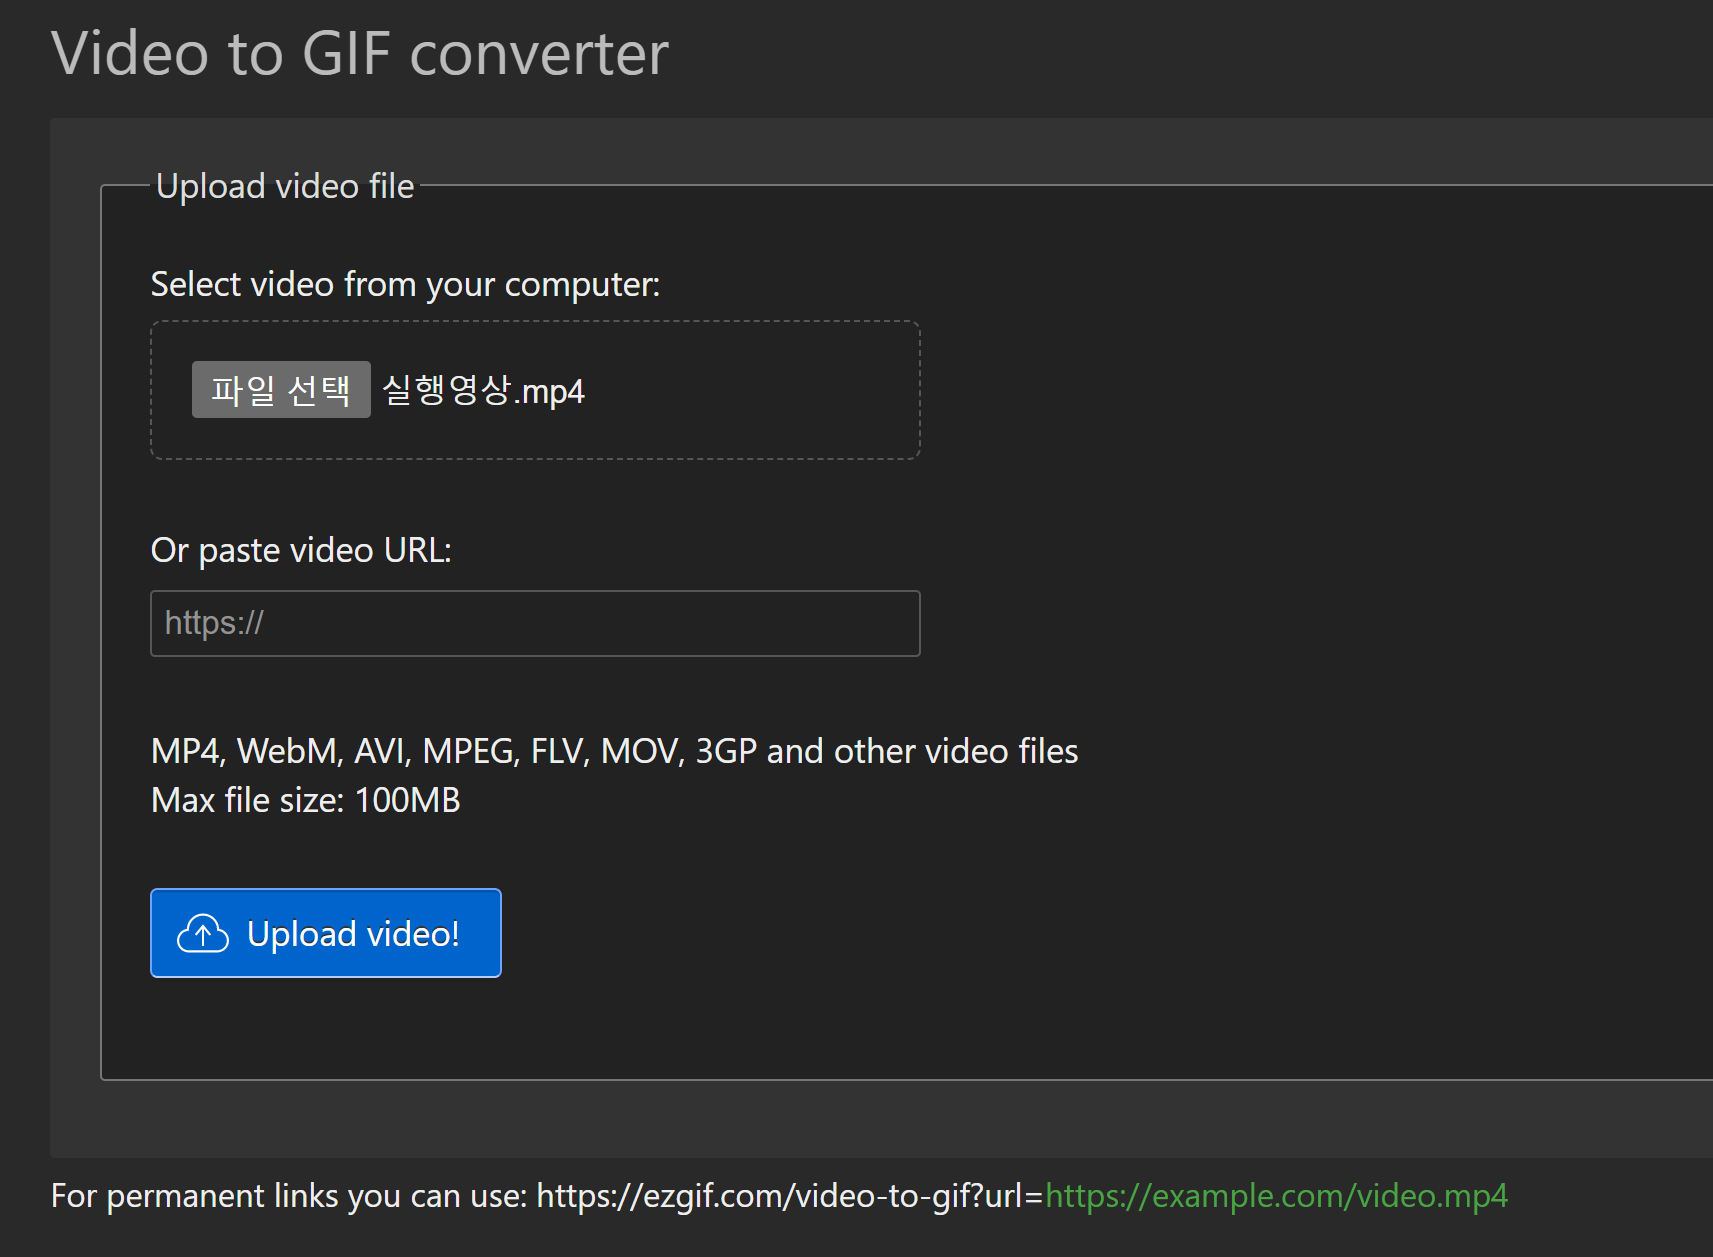 Video to GIF converter
Upload video file
Select video from your computer:
파일 선택 실행영상.mp4
Or paste video URL:
https://
MP4, WebM, AVI, MPEG, FLV, MOV, 3GP and other video files
Max file size: 100MB
Upload video!
For permanent links you can use: https://ezgif.com/video-to-gif?url=https://example.com/video.mp4